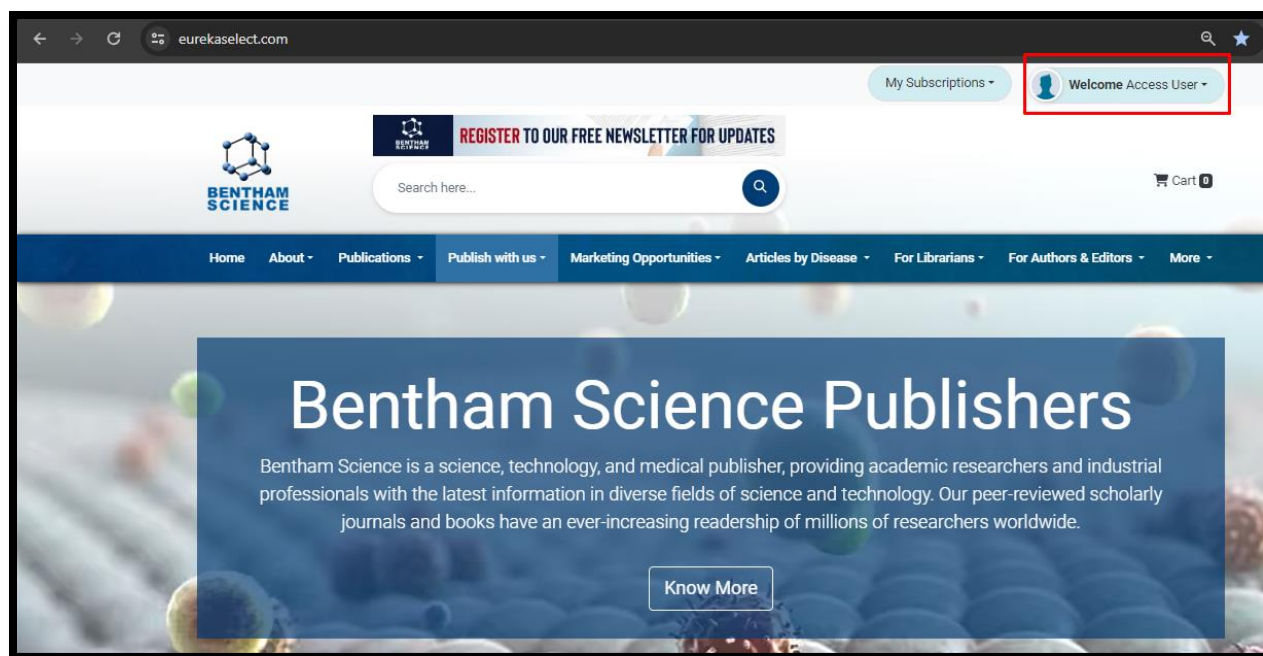 eurekaselect.com
My Subscriptions
Welcome Access User
BENTHAM
SCIENCE
REGISTER TO OUR FREE NEWSLETTER FOR UPDATES
BENTHAM
SCIENCE
Search here...
Cart 0
Home About Publications Publish with us Marketing Opportunities Articles by Disease For Librarians For Authors & Editors More
Bentham Science Publishers
Bentham Science is a science, technology, and medical publisher, providing academic researchers and industrial
professionals with the latest information in diverse fields of science and technology. Our peer-reviewed scholarly
journals and books have an ever-increasing readership of millions of researchers worldwide.
Know More